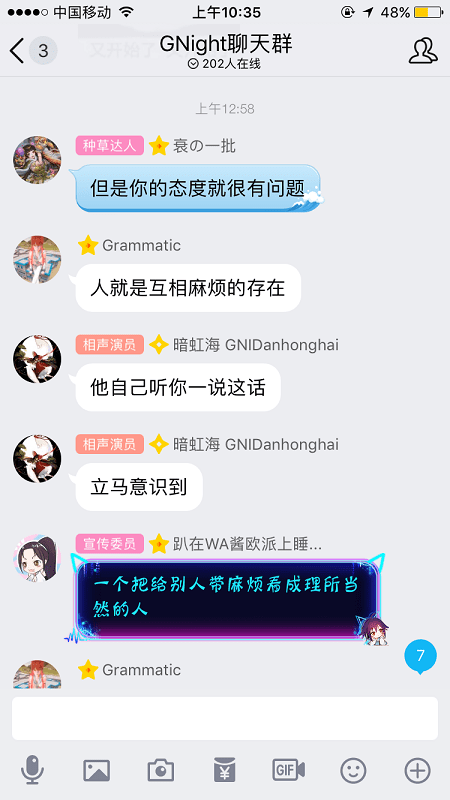 中国移动
上午10:35
48%
3
GNight聊天群
202人在线
上午12:58
种草达人 衰の一批
但是你的态度就很有问题
Grammatic
人就是互相麻烦的存在
相声演员 暗虹海 GNIDanhonghai
他自己听你一说这话
相声演员 暗虹海 GNIDanhonghai
立马意识到
宣传委员 趴在WA酱欧派上睡...
一个把给别人带麻烦看成理所当
然的人
7
Grammatic
¥
GIF